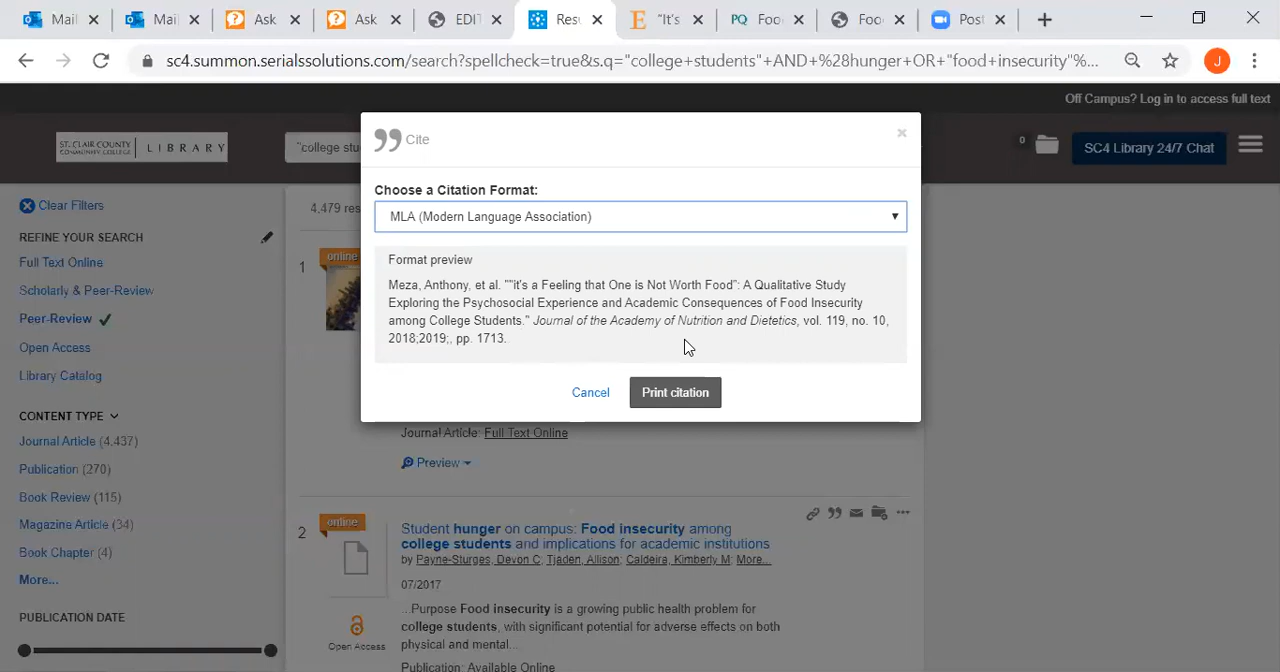 Mail
Mail
Ask
Ask
EDIT
Resu
"It's
PQ
Food
Food
Post
sc4.summon.serialssolutions.com/search?spellcheck=true&s.q="college+students"+AND+%28hunger+OR+"food+insecurity"%...
J
Off Campus? Log in to access full text
ST. CLAIR COUNTY
COMMUNITY COLLEGE
LIBRARY
"college stu
0
SC4 Library 24/7 Chat
Cite
Choose a Citation Format:
MLA (Modern Language Association)
Format preview
Meza, Anthony, et al. ""it's a Feeling that One is Not Worth Food": A Qualitative Study
Exploring the Psychosocial Experience and Academic Consequences of Food Insecurity
among College Students." Journal of the Academy of Nutrition and Dietetics, vol. 119, no. 10,
2018;2019;, pp. 1713.
Cancel
Print citation
Clear Filters
REFINE YOUR SEARCH
Full Text Online
Scholarly & Peer-Review
Peer-Review
Open Access
Library Catalog
CONTENT TYPE
Journal Article (4,437)
Publication (270)
Book Review (115)
Magazine Article (34)
Book Chapter (4)
More...
PUBLICATION DATE
4,479 res
1
online
Journal Article: Full Text Online
Preview
2
online
Student hunger on campus: Food insecurity among
college students and implications for academic institutions
by Payne-Sturges, Devon C; Tjaden, Allison; Caldeira, Kimberly M; More...
07/2017
...Purpose Food insecurity is a growing public health problem for
college students, with significant potential for adverse effects on both
physical and mental...
Open Access
Publication: Available Online